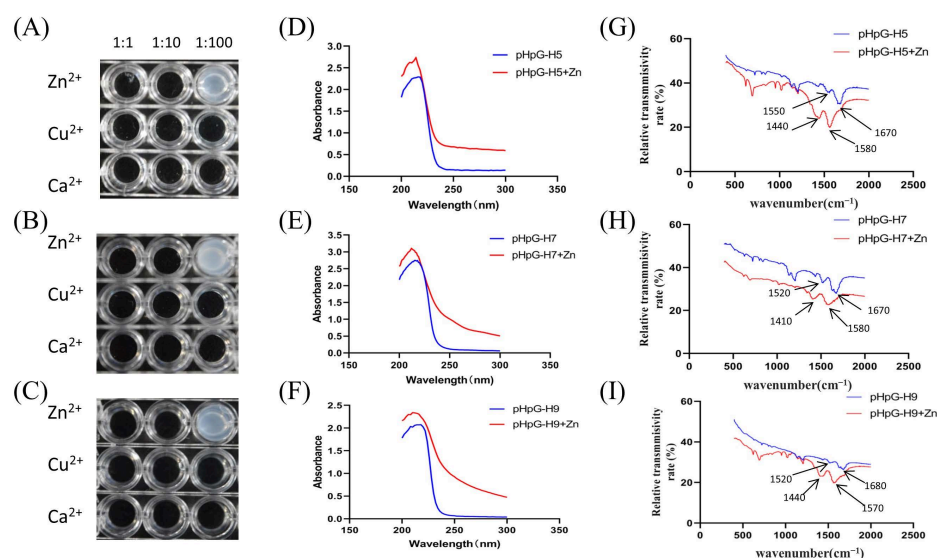 (A)
1:1 1:10 1:100
Zn²⁺
Cu²⁺
Ca²⁺
(B)
Zn²⁺
Cu²⁺
Ca²⁺
(C)
Zn²⁺
Cu²⁺
Ca²⁺
(D)
pHpG-H5
pHpG-H5+Zn
Absorbance
3.0
2.5
2.0
1.5
1.0
0.5
0.0
150 200 250 300 350
Wavelength(nm)
(E)
pHpG-H7
pHpG-H7+Zn
Absorbance
3.5
3.0
2.5
2.0
1.5
1.0
0.5
0.0
150 200 250 300 350
Wavelength(nm)
(F)
pHpG-H9
pHpG-H9+Zn
Absorbance
2.5
2.0
1.5
1.0
0.5
0.0
150 200 250 300 350
Wavelength(nm)
(G)
pHpG-H5
pHpG-H5+Zn
Relative transmmisivity
rate (%)
60
40
20
0
1550
1440
1670
1580
0 500 1000 1500 2000 2500
wavenumber(cm⁻¹)
(H)
pHpG-H7
pHpG-H7+Zn
Relative transmmisivity
rate (%)
60
40
20
0
1520
1410
1670
1580
0 500 1000 1500 2000 2500
wavenumber(cm⁻¹)
(I)
pHpG-H9
pHpG-H9+Zn
Relative transmmisivity
rate (%)
60
40
20
0
1520
1440
1680
1570
0 500 1000 1500 2000 2500
wavenumber(cm⁻¹)